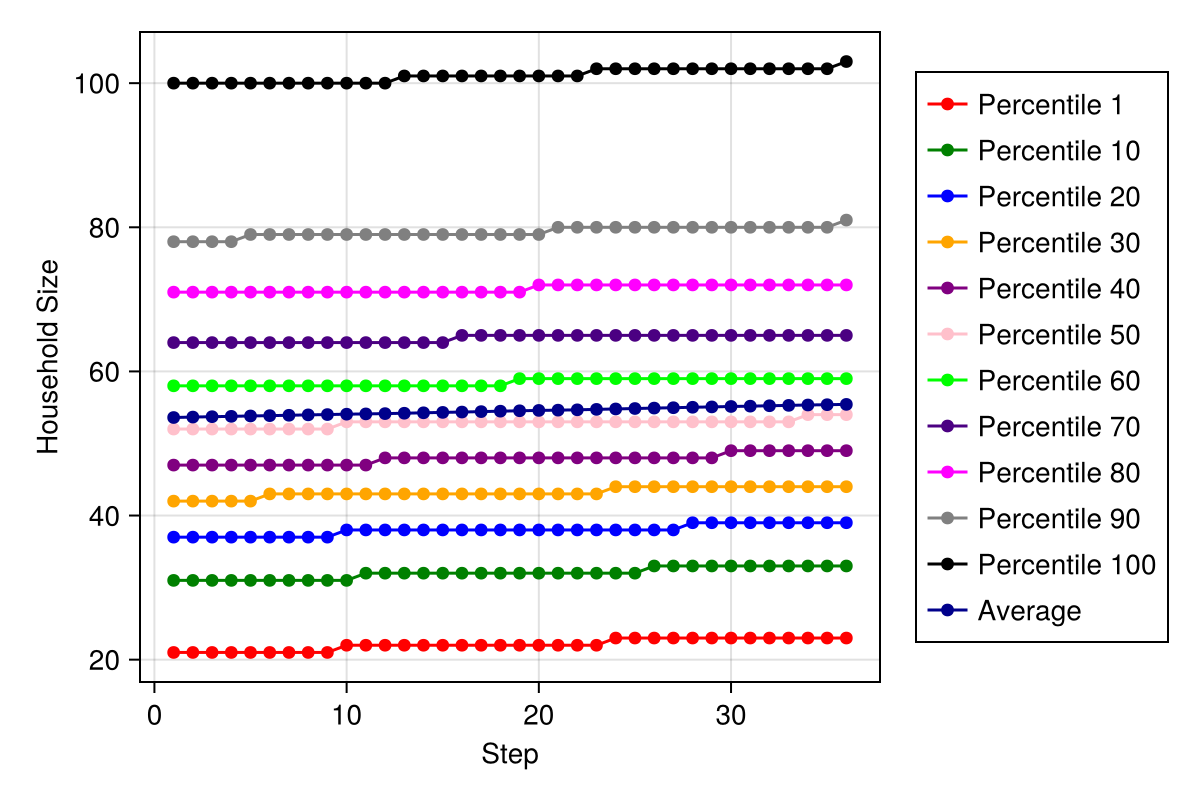 100
80
60
40
20
Household Size
0 10 20 30
Step
Percentile 1
Percentile 10
Percentile 20
Percentile 30
Percentile 40
Percentile 50
Percentile 60
Percentile 70
Percentile 80
Percentile 90
Percentile 100
Average